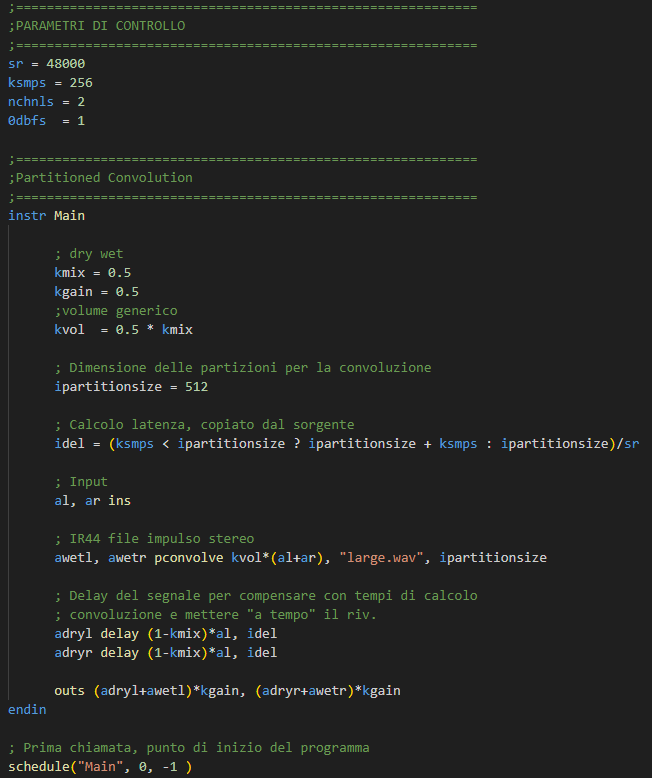 ;============================================================
;PARAMETRI DI CONTROLLO
;============================================================
sr = 48000
ksmps = 256
nchnls = 2
0dbfs  = 1
;============================================================
;Partitioned Convolution
;============================================================
instr Main
; dry wet
kmix = 0.5
kgain = 0.5
;volume generico
kvol  = 0.5 * kmix
; Dimensione delle partizioni per la convoluzione
ipartitionsize = 512
; Calcolo latenza, copiato dal sorgente
idel = (ksmps < ipartitionsize ? ipartitionsize + ksmps : ipartitionsize)/sr
; Input
al, ar ins
; IR44 file impulso stereo
awetl, awetr pconvolve kvol*(al+ar), "large.wav", ipartitionsize
; Delay del segnale per compensare con tempi di calcolo
; convoluzione e mettere "a tempo" il riv.
adryl delay (1-kmix)*al, idel
adryr delay (1-kmix)*al, idel
outs (adryl+awetl)*kgain, (adryr+awetr)*kgain
endin
; Prima chiamata, punto di inizio del programma
schedule("Main", 0, -1 )